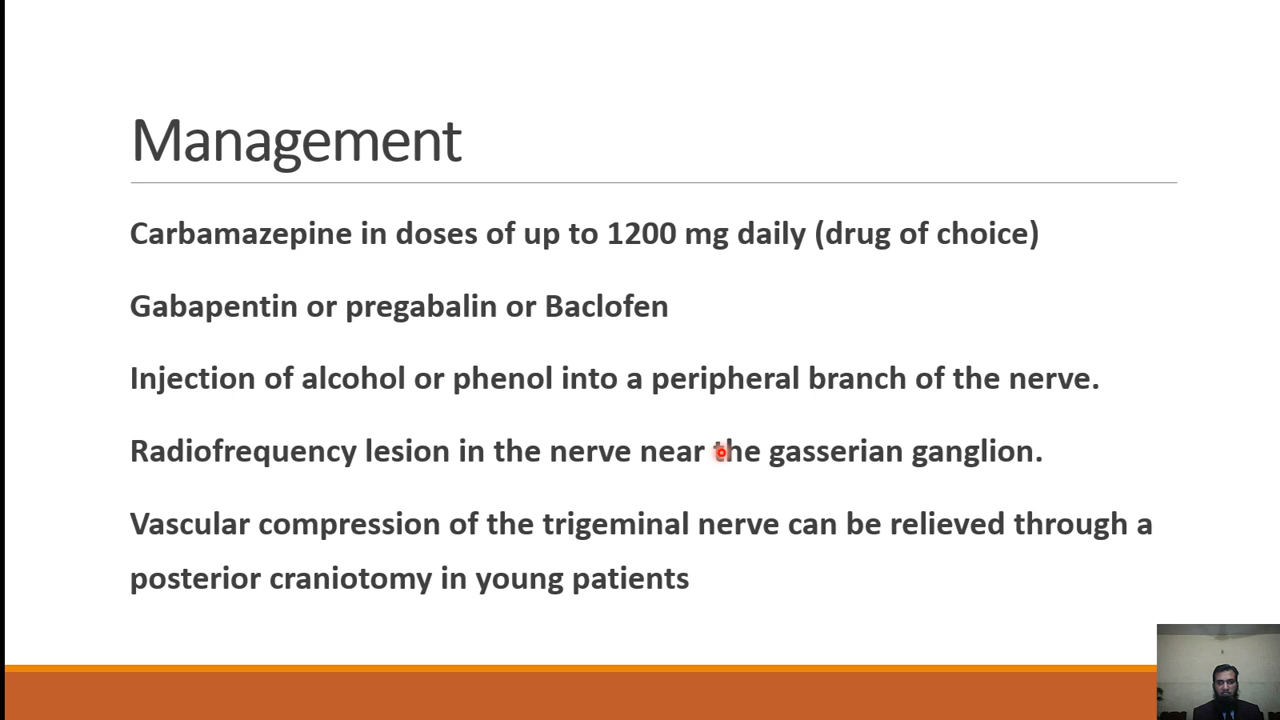 Management
Carbamazepine in doses of up to 1200 mg daily (drug of choice)
Gabapentin or pregabalin or Baclofen
Injection of alcohol or phenol into a peripheral branch of the nerve.
Radiofrequency lesion in the nerve near the gasserian ganglion.
Vascular compression of the trigeminal nerve can be relieved through a
posterior craniotomy in young patients